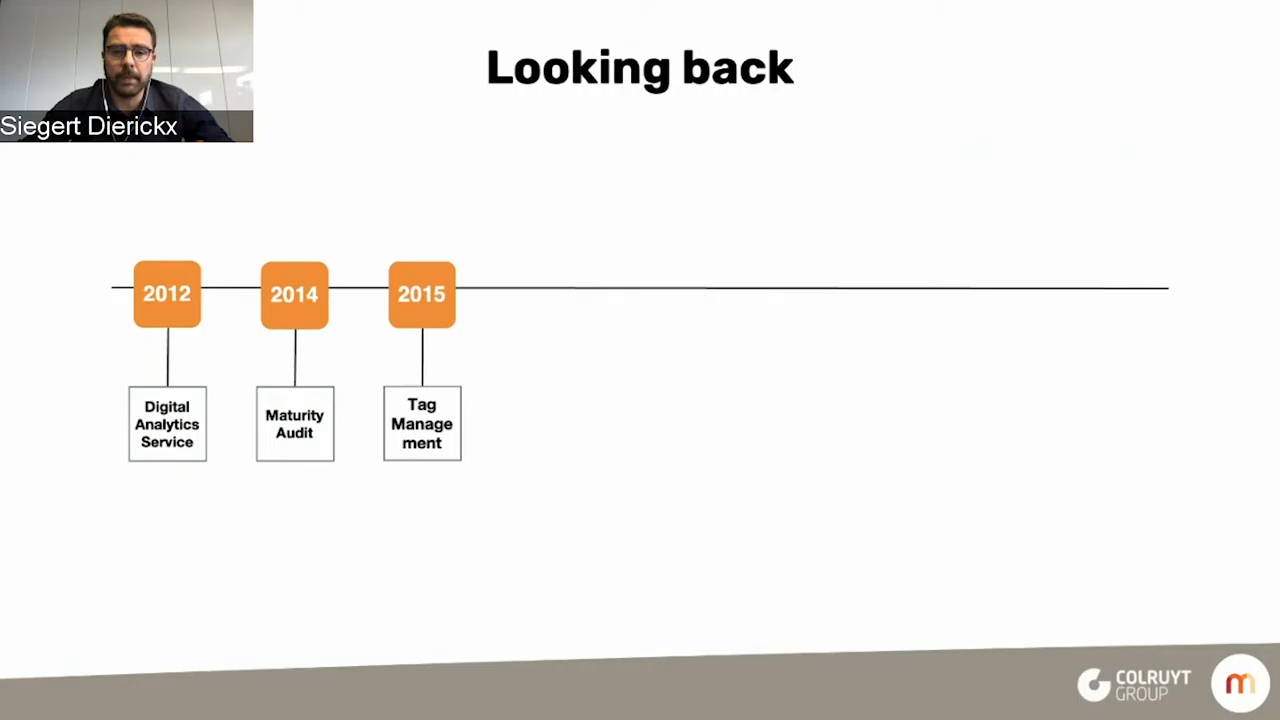 Looking back
Siegert Dierickx
2012
2014
2015
Digital
Analytics
Service
Maturity
Audit
Tag
Manage
ment
COLRUYT
GROUP
m